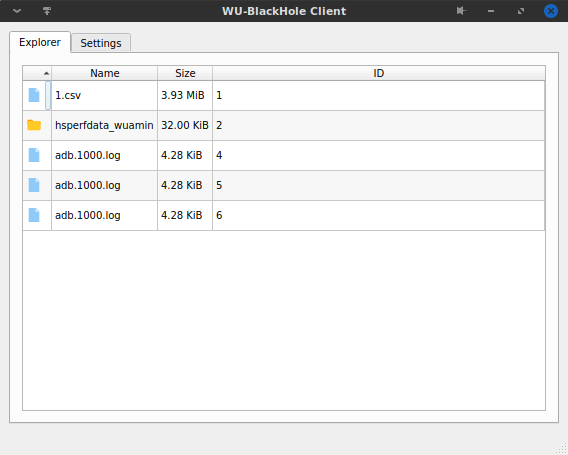 WU-BlackHole Client
Explorer Settings
Name Size ID
1.csv 3.93 MiB 1
hsperfdata_wuamin 32.00 KiB 2
adb.1000.log 4.28 KiB 4
adb.1000.log 4.28 KiB 5
adb.1000.log 4.28 KiB 6